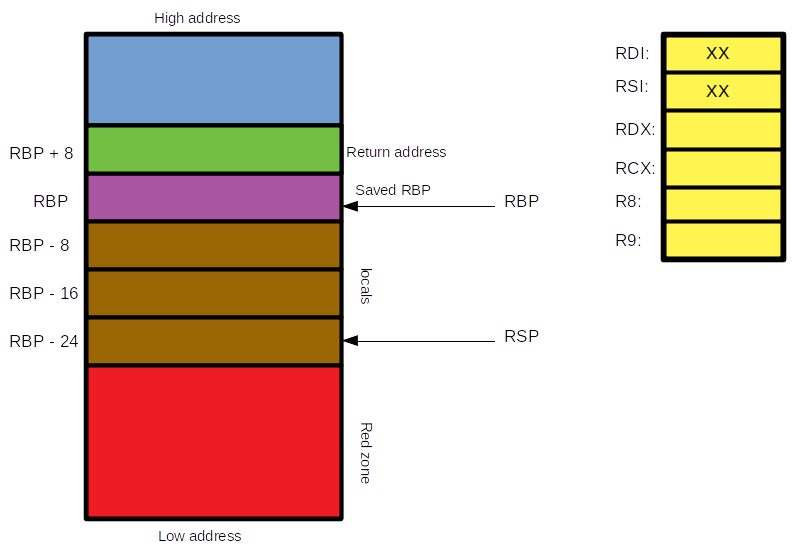 High address
RBP + 8
Return address
RBP
Saved RBP
RBP
RBP - 8
RBP - 16
locals
RBP - 24
RSP
Red zone
Low address
RDI:
XX
RSI:
XX
RDX:
RCX:
R8:
R9: